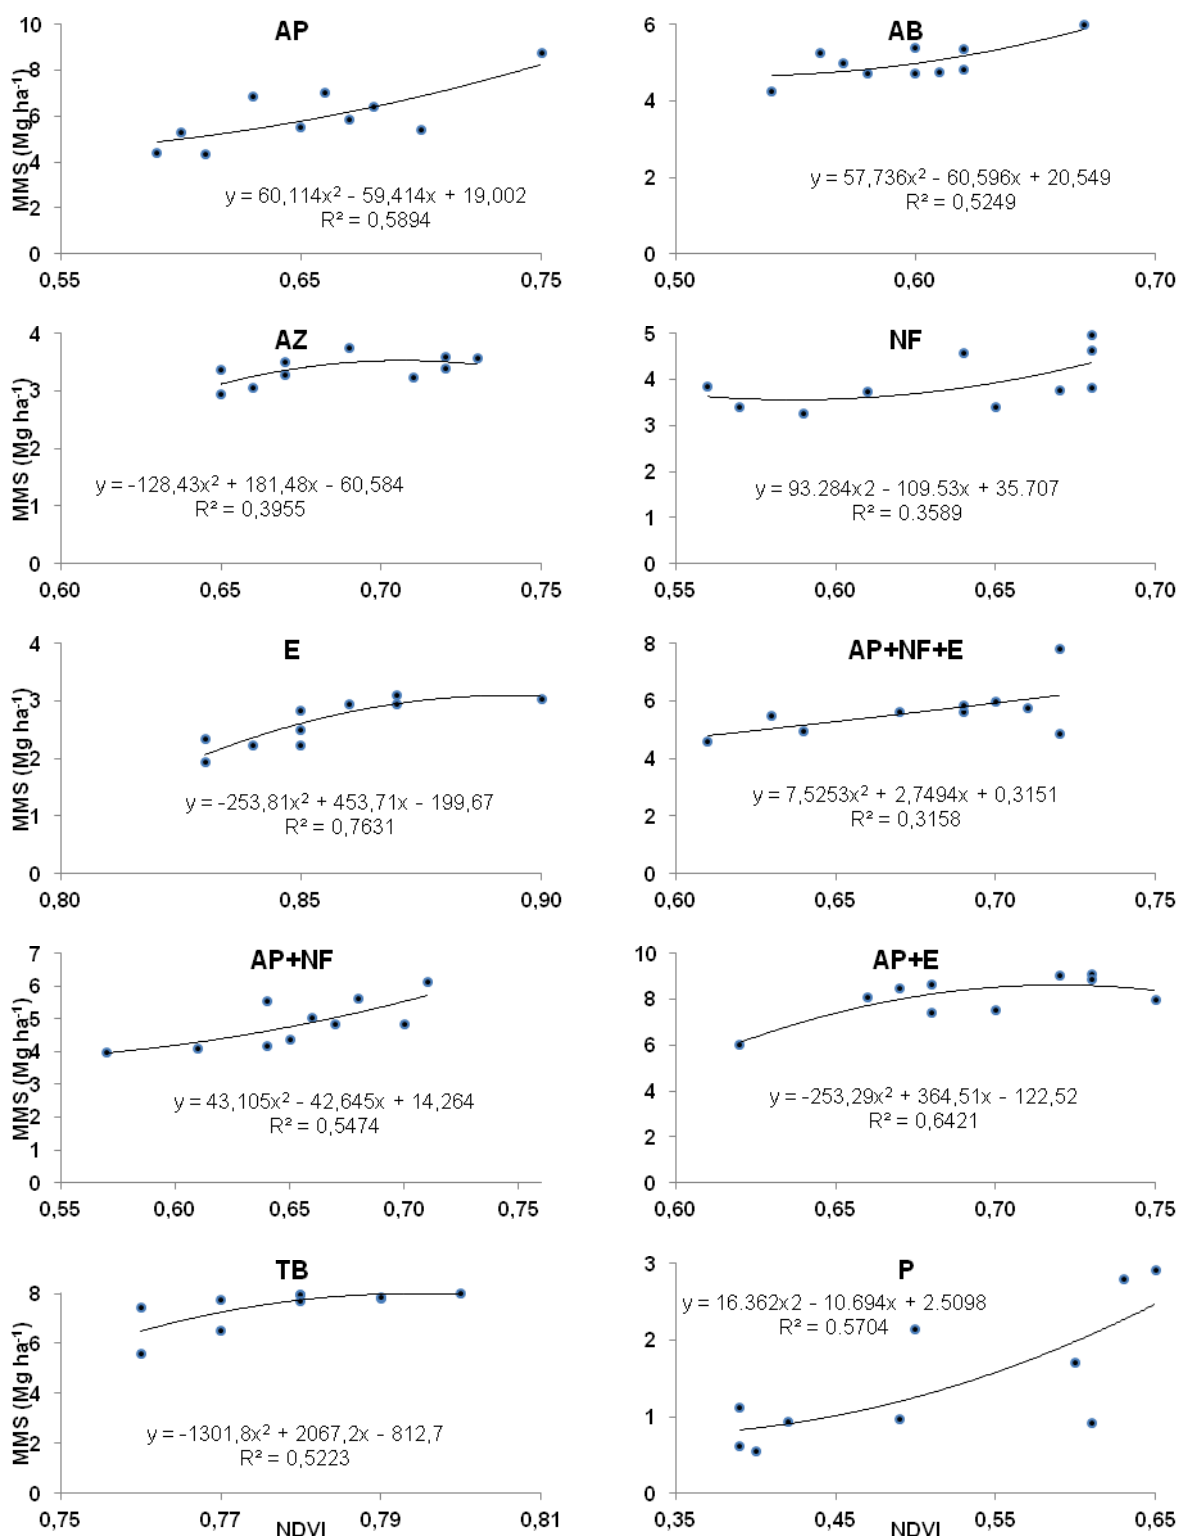 AP
MMS (Mg ha⁻¹)
10
8
6
4
2
0
y = 60,114x² - 59,414x + 19,002
R² = 0,5894
0,55 0,65 0,75
AB
6
4
2
0
y = 57,736x² - 60,596x + 20,549
R² = 0,5249
0,50 0,60 0,70
AZ
MMS (Mg ha⁻¹)
4
3
2
1
0
y = -128,43x² + 181,48x - 60,584
R² = 0,3955
0,60 0,65 0,70 0,75
NF
5
4
3
2
1
0
y = 93.284x2 - 109.53x + 35.707
R² = 0.3589
0,55 0,60 0,65 0,70
E
MMS (Mg ha⁻¹)
4
3
2
1
0
y = -253,81x² + 453,71x - 199,67
R² = 0,7631
0,80 0,85 0,90
AP+NF+E
8
6
4
2
0
y = 7,5253x² + 2,7494x + 0,3151
R² = 0,3158
0,60 0,65 0,70 0,75
AP+NF
MMS (Mg ha⁻¹)
7
6
5
4
3
2
1
0
y = 43,105x² - 42,645x + 14,264
R² = 0,5474
0,55 0,60 0,65 0,70 0,75
AP+E
10
8
6
4
2
0
y = -253,29x² + 364,51x - 122,52
R² = 0,6421
0,60 0,65 0,70 0,75
TB
MMS (Mg ha⁻¹)
8
6
4
2
0
y = -1301,8x² + 2067,2x - 812,7
R² = 0,5223
0,75 0,77 0,79 0,81
NDVI
P
3
2
1
0
y = 16.362x2 - 10.694x + 2.5098
R² = 0.5704
0,35 0,45 0,55 0,65
NDVI